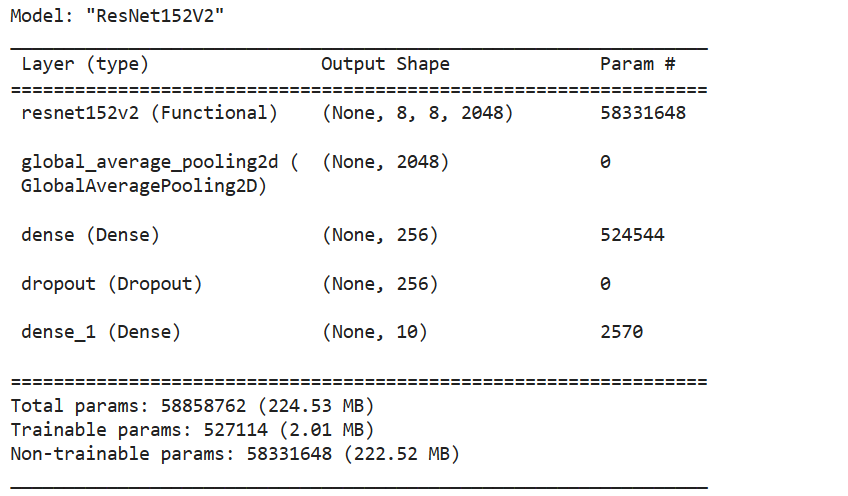 Model: "ResNet152V2"
_________________________________________________________________
Layer (type) Output Shape Param #
=================================================================
resnet152v2 (Functional) (None, 8, 8, 2048) 58331648
global_average_pooling2d ( (None, 2048) 0
GlobalAveragePooling2D)
dense (Dense) (None, 256) 524544
dropout (Dropout) (None, 256) 0
dense_1 (Dense) (None, 10) 2570
=================================================================
Total params: 58858762 (224.53 MB)
Trainable params: 527114 (2.01 MB)
Non-trainable params: 58331648 (222.52 MB)
_________________________________________________________________